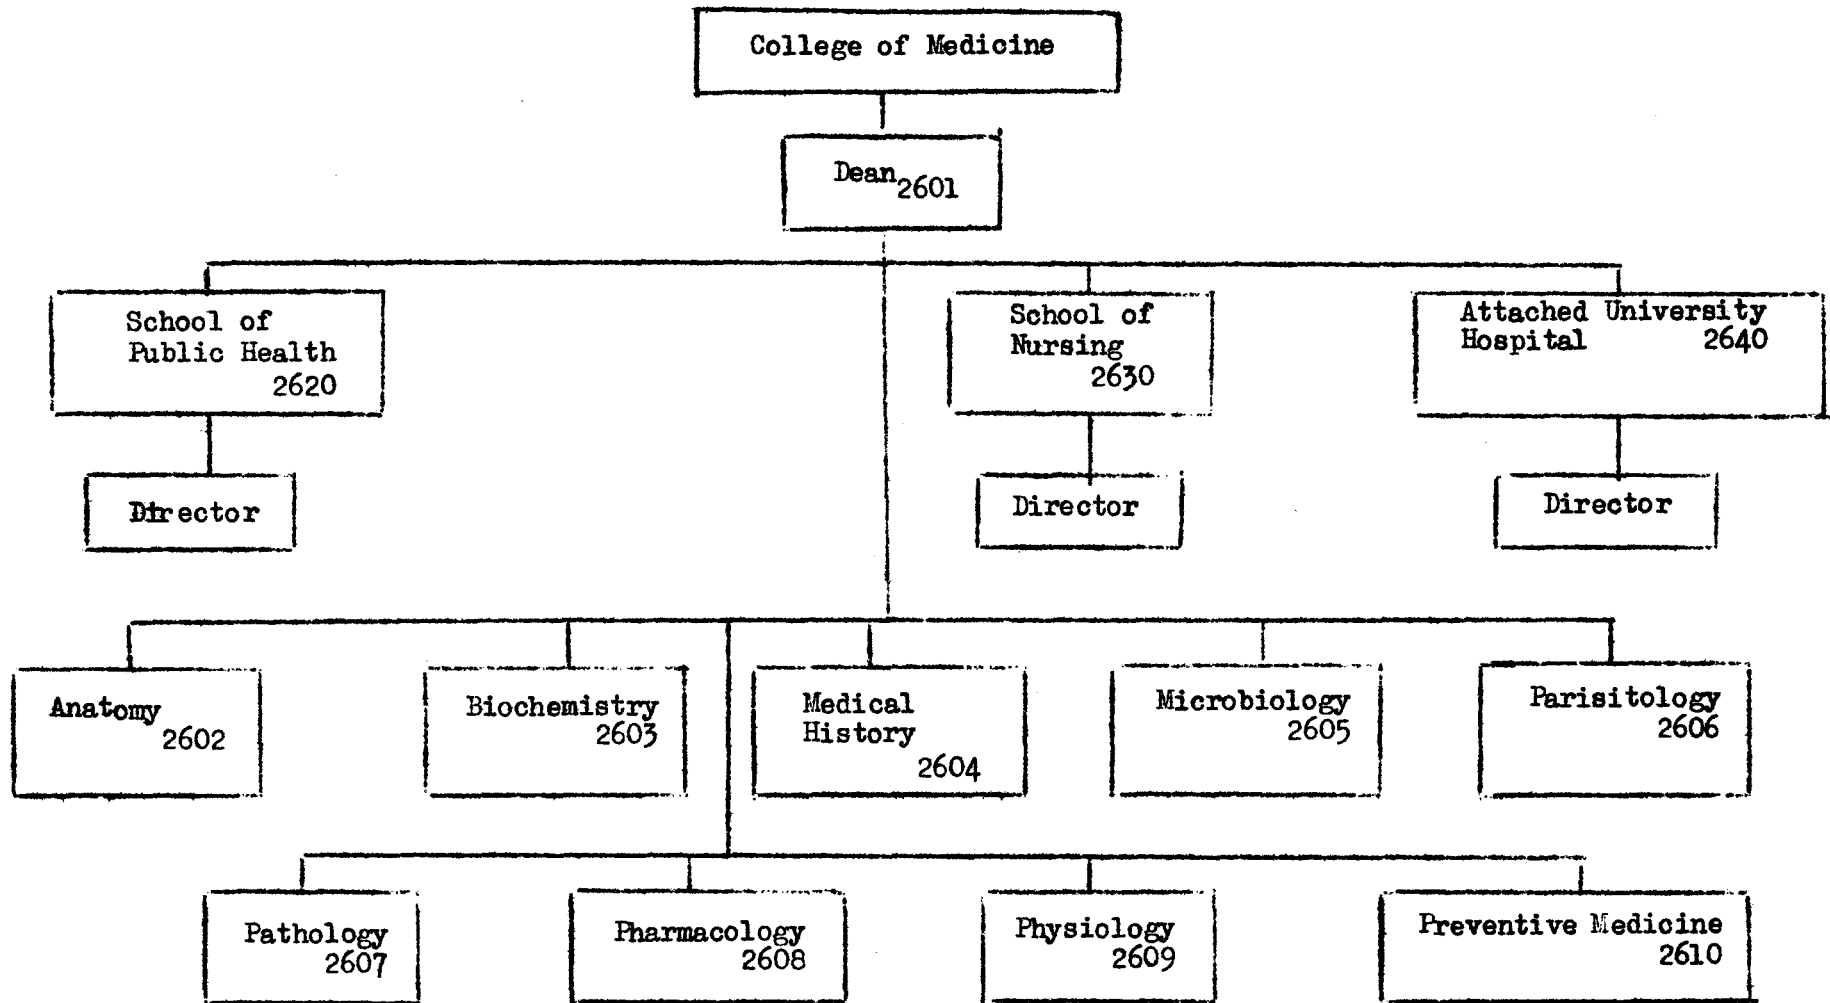 College of Medicine
Dean
2601
School of
Public Health
2620
School of
Nursing
2630
Attached University
Hospital 2640
Director
Director
Director
Anatomy
2602
Biochemistry
2603
Medical
History
2604
Microbiology
2605
Parisitology
2606
Pathology
2607
Pharmacology
2608
Physiology
2609
Preventive Medicine
2610